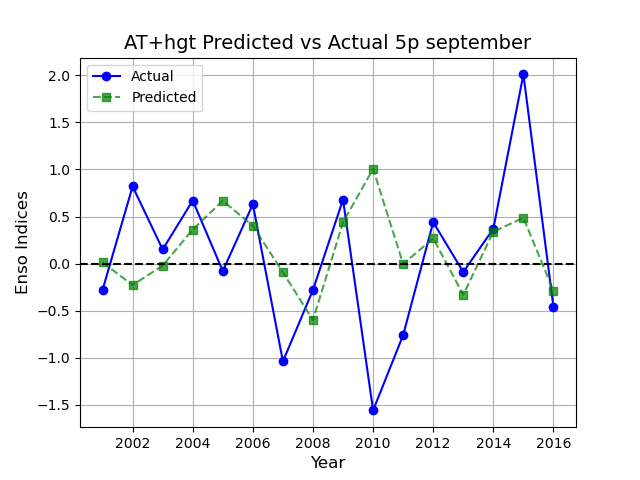 AT+hgt Predicted vs Actual 5p september
Actual
Predicted
2.0
1.5
1.0
0.5
0.0
−0.5
−1.0
−1.5
Enso Indices
2002 2004 2006 2008 2010 2012 2014 2016
Year